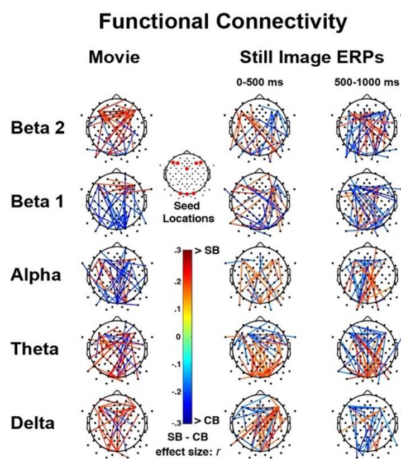 Functional Connectivity
Movie
Still Image ERPs
0-500 ms
500-1000 ms
Beta 2
Seed
Locations
Beta 1
.3
> SB
Alpha
.2
.1
Theta
0
-.1
-.2
Delta
-.3
> CB
SB - CB
effect size: r